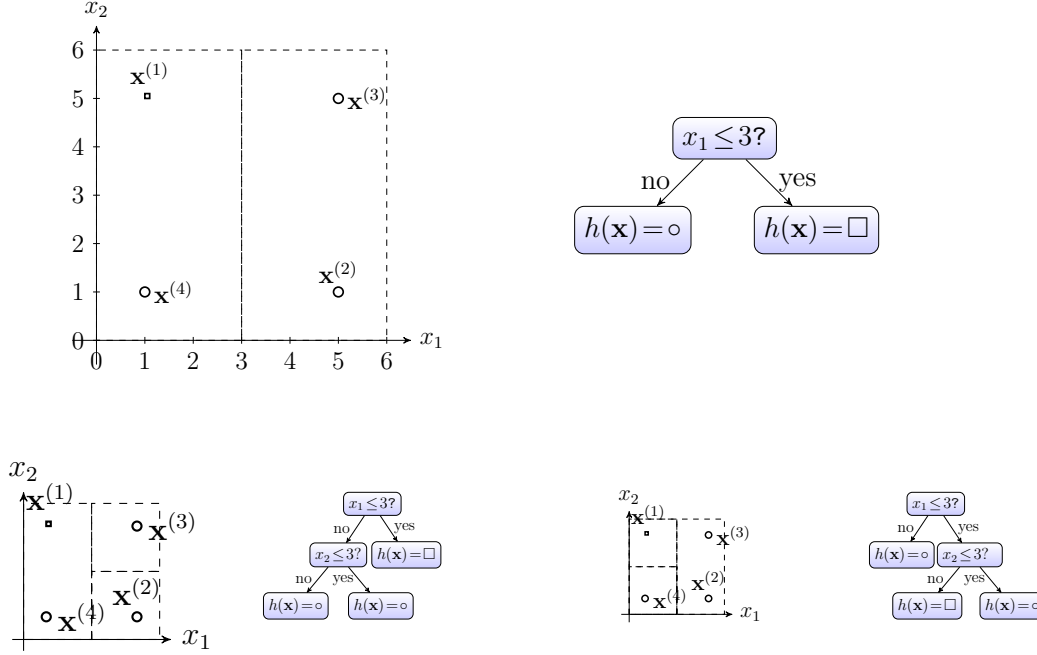 x₂
6
x⁽¹⁾
5
x⁽³⁾
4
3
2
x⁽²⁾
1
x⁽⁴⁾
0
x₁
0 1 2 3 4 5 6
x₁ ≤ 3?
no yes
h(x) = ○ h(x) = □
x₂
x⁽¹⁾
x⁽³⁾
x⁽²⁾
x⁽⁴⁾
x₁
x₁ ≤ 3?
no yes
x₂ ≤ 3? h(x) = □
no yes
h(x) = ○ h(x) = ○
x₂
x⁽¹⁾
x⁽³⁾
x⁽²⁾
x⁽⁴⁾
x₁
x₁ ≤ 3?
no yes
h(x) = ○ x₂ ≤ 3?
no yes
h(x) = □ h(x) = ○